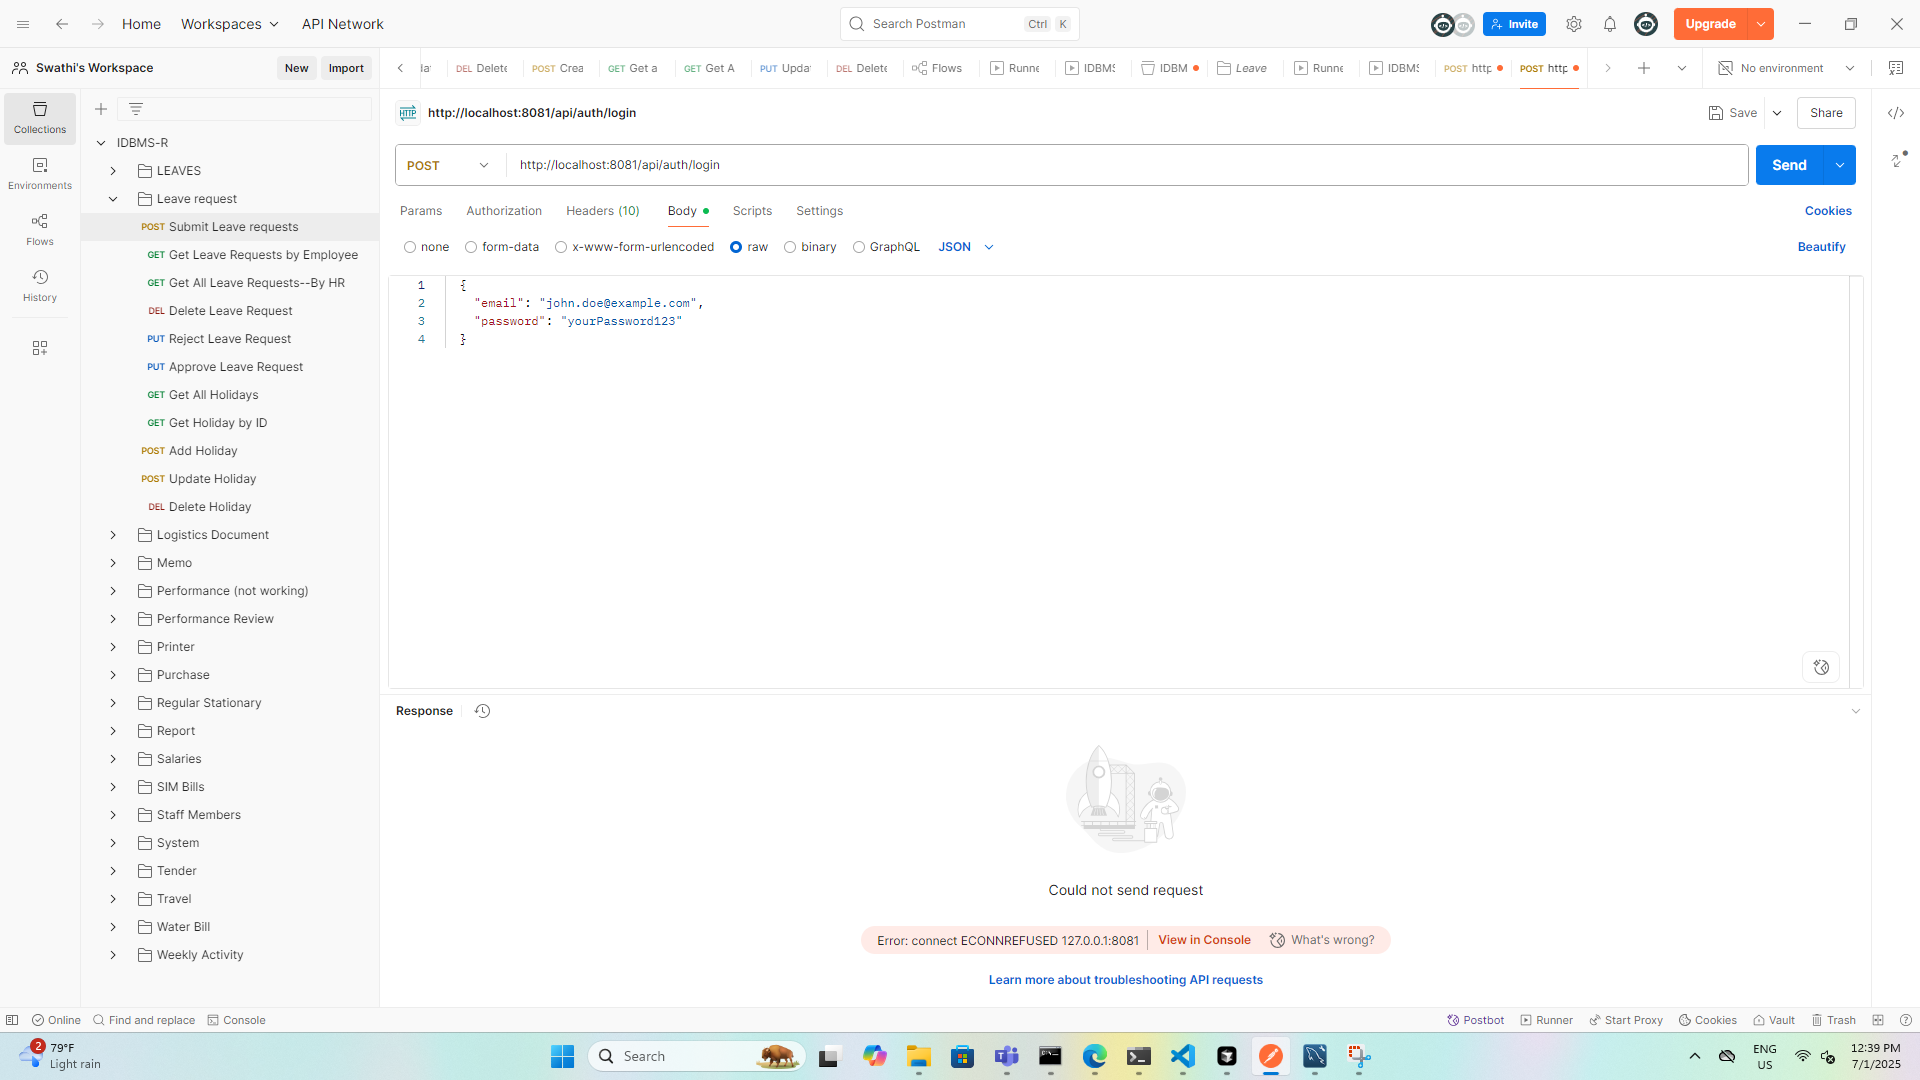 Home Workspaces API Network Search Postman Ctrl K Invite Upgrade
Swathi's Workspace New Import
DEL Delete POST Crea GET Get a GET Get A PUT Upda DEL Delete Flows Runne IDBMS IDBM Leave Runne IDBMS POST http POST http No environment
Collections
Environments
Flows
History
IDBMS-R
LEAVES
Leave request
POST Submit Leave requests
GET Get Leave Requests by Employee
GET Get All Leave Requests--By HR
DEL Delete Leave Request
PUT Reject Leave Request
PUT Approve Leave Request
GET Get All Holidays
GET Get Holiday by ID
POST Add Holiday
POST Update Holiday
DEL Delete Holiday
Logistics Document
Memo
Performance (not working)
Performance Review
Printer
Purchase
Regular Stationary
Report
Salaries
SIM Bills
Staff Members
System
Tender
Travel
Water Bill
Weekly Activity
HTTP http://localhost:8081/api/auth/login Save Share
POST http://localhost:8081/api/auth/login Send
Params Authorization Headers (10) Body Scripts Settings Cookies
none form-data x-www-form-urlencoded raw binary GraphQL JSON Beautify
1 {
2 "email": "john.doe@example.com",
3 "password": "yourPassword123"
4 }
Response
Could not send request
Error: connect ECONNREFUSED 127.0.0.1:8081 View in Console What's wrong?
Learn more about troubleshooting API requests
Online Find and replace Console Postbot Runner Start Proxy Cookies Vault Trash
2 79°F
Light rain
Search
ENG
US
12:39 PM
7/1/2025